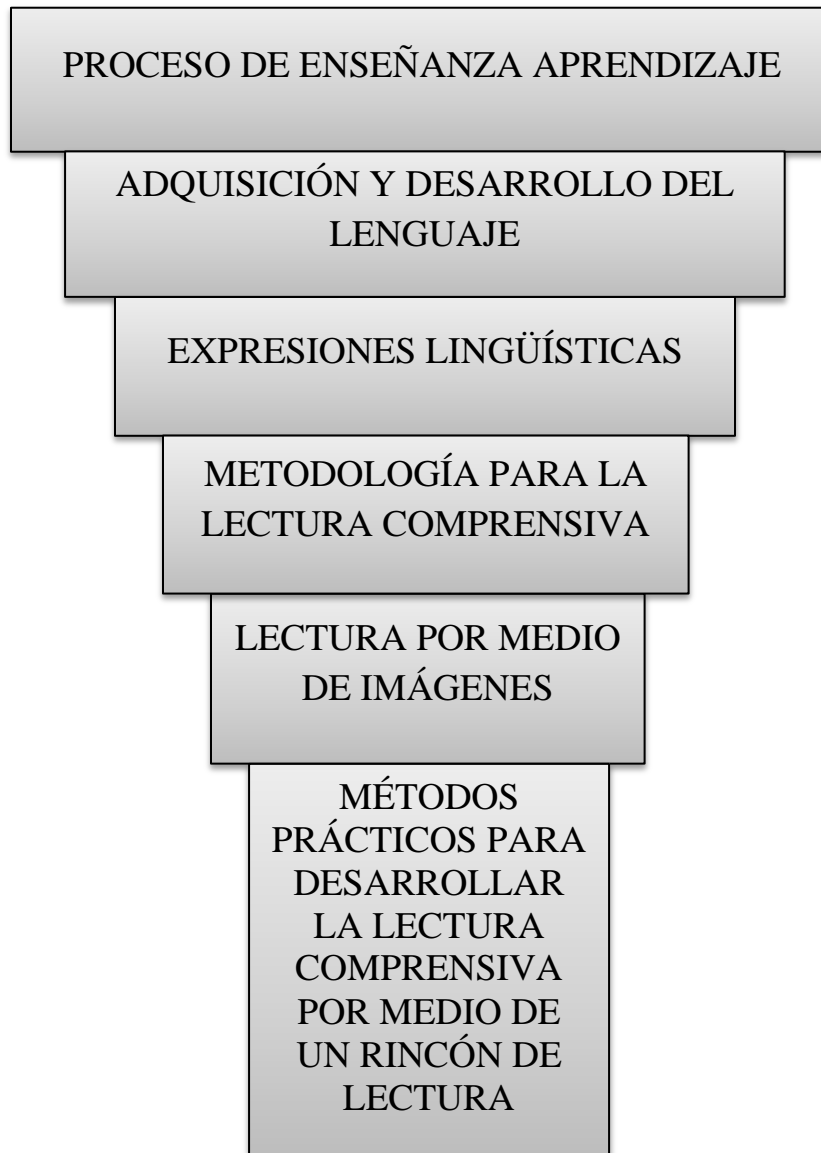 PROCESO DE ENSEÑANZA APRENDIZAJE
ADQUISICIÓN Y DESARROLLO DEL
LENGUAJE
EXPRESIONES LINGÜÍSTICAS
METODOLOGÍA PARA LA
LECTURA COMPRENSIVA
LECTURA POR MEDIO
DE IMÁGENES
MÉTODOS
PRÁCTICOS PARA
DESARROLLAR
LA LECTURA
COMPRENSIVA
POR MEDIO DE
UN RINCÓN DE
LECTURA